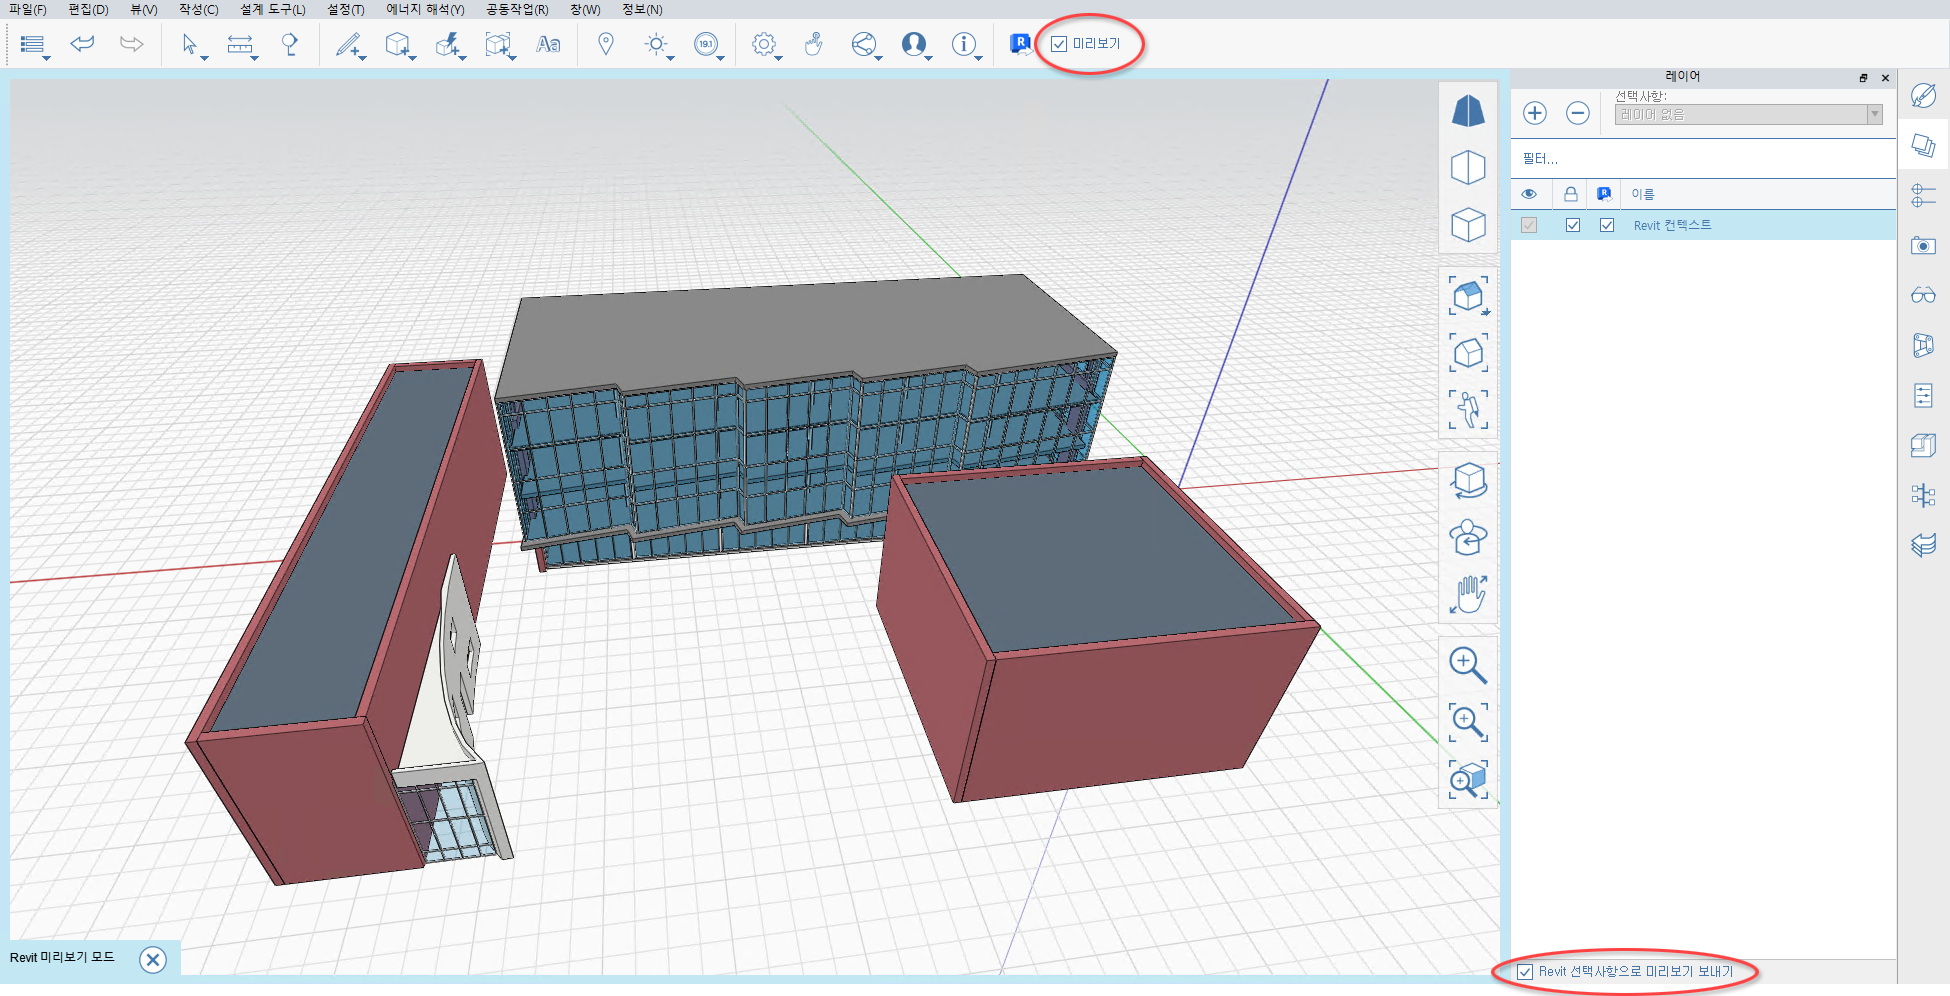 파일(F) 편집(D) 뷰(V) 작성(C) 설계 도구(L) 설정(T) 에너지 해석(Y) 공동작업(R) 창(W) 정보(N)
Aa 19.1 R 미리보기
레이어
선택사항:
레이어 없음
필터...
R 이름
Revit 컨텍스트
Revit 미리보기 모드
Revit 선택사항으로 미리보기 보내기